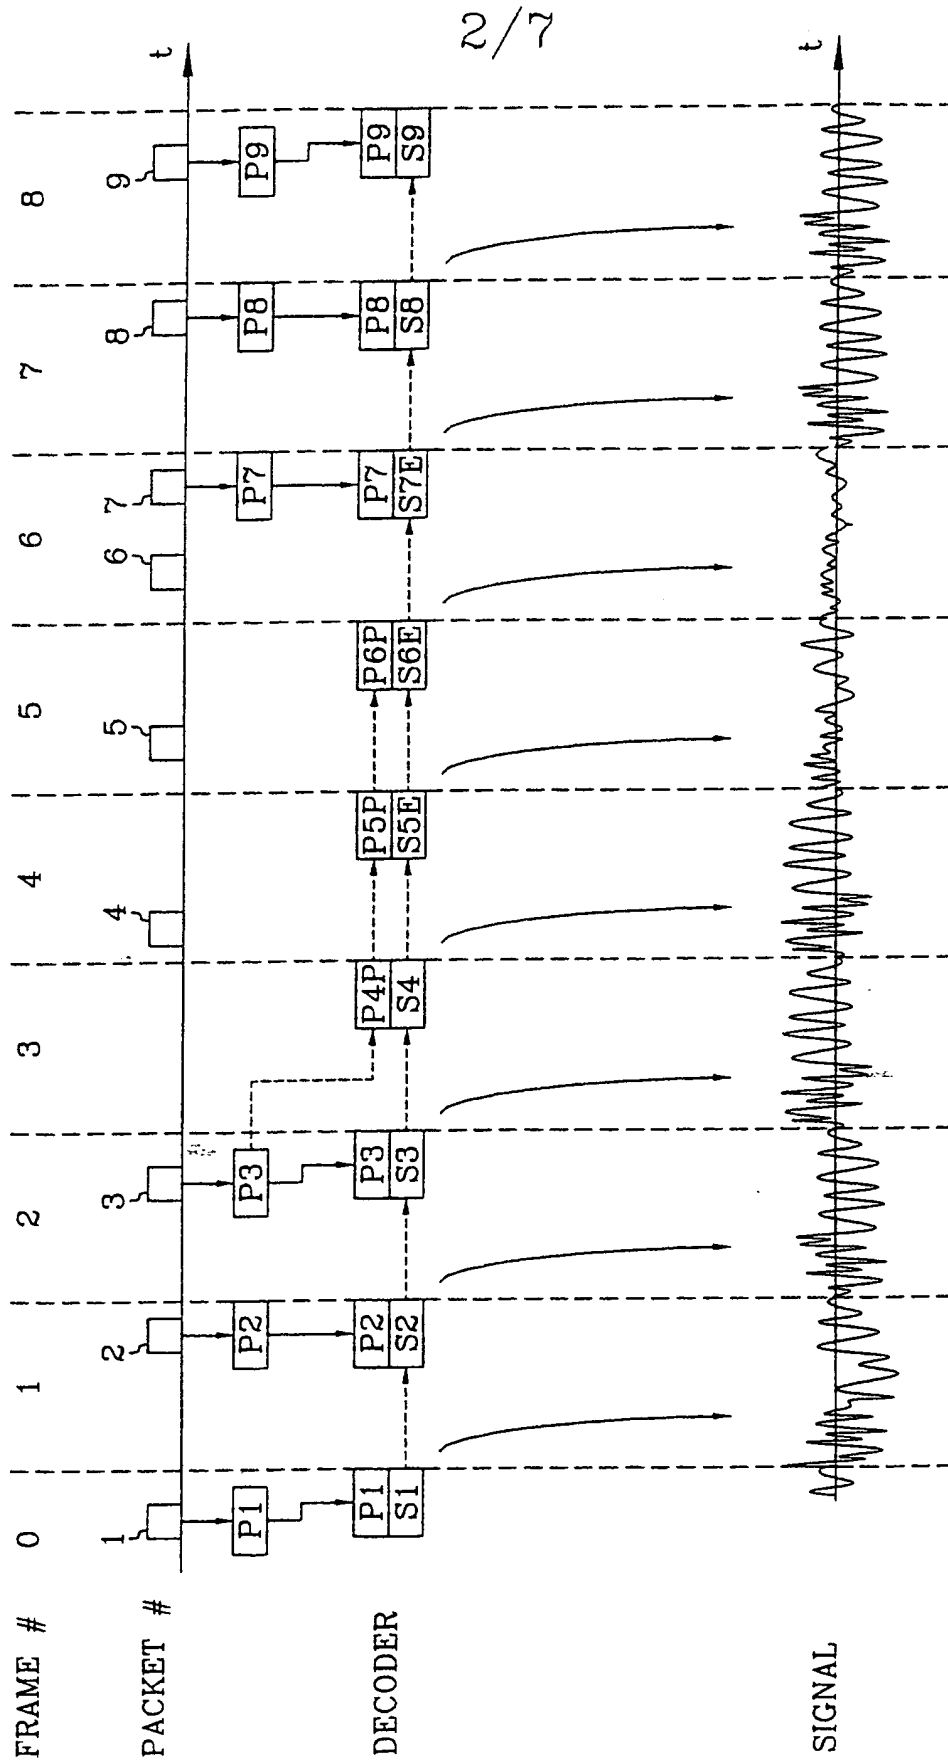 2/7
FRAME # 0 1 2 3 4 5 6 7 8
PACKET # 1 2 3 4 5 6 7 8 9 t
P1 P2 P3 P7 P8 P9
DECODER P1 P2 P3 P4P P5P P6P P7 P8 P9
S1 S2 S3 S4 S5E S6E S7E S8 S9
SIGNAL t